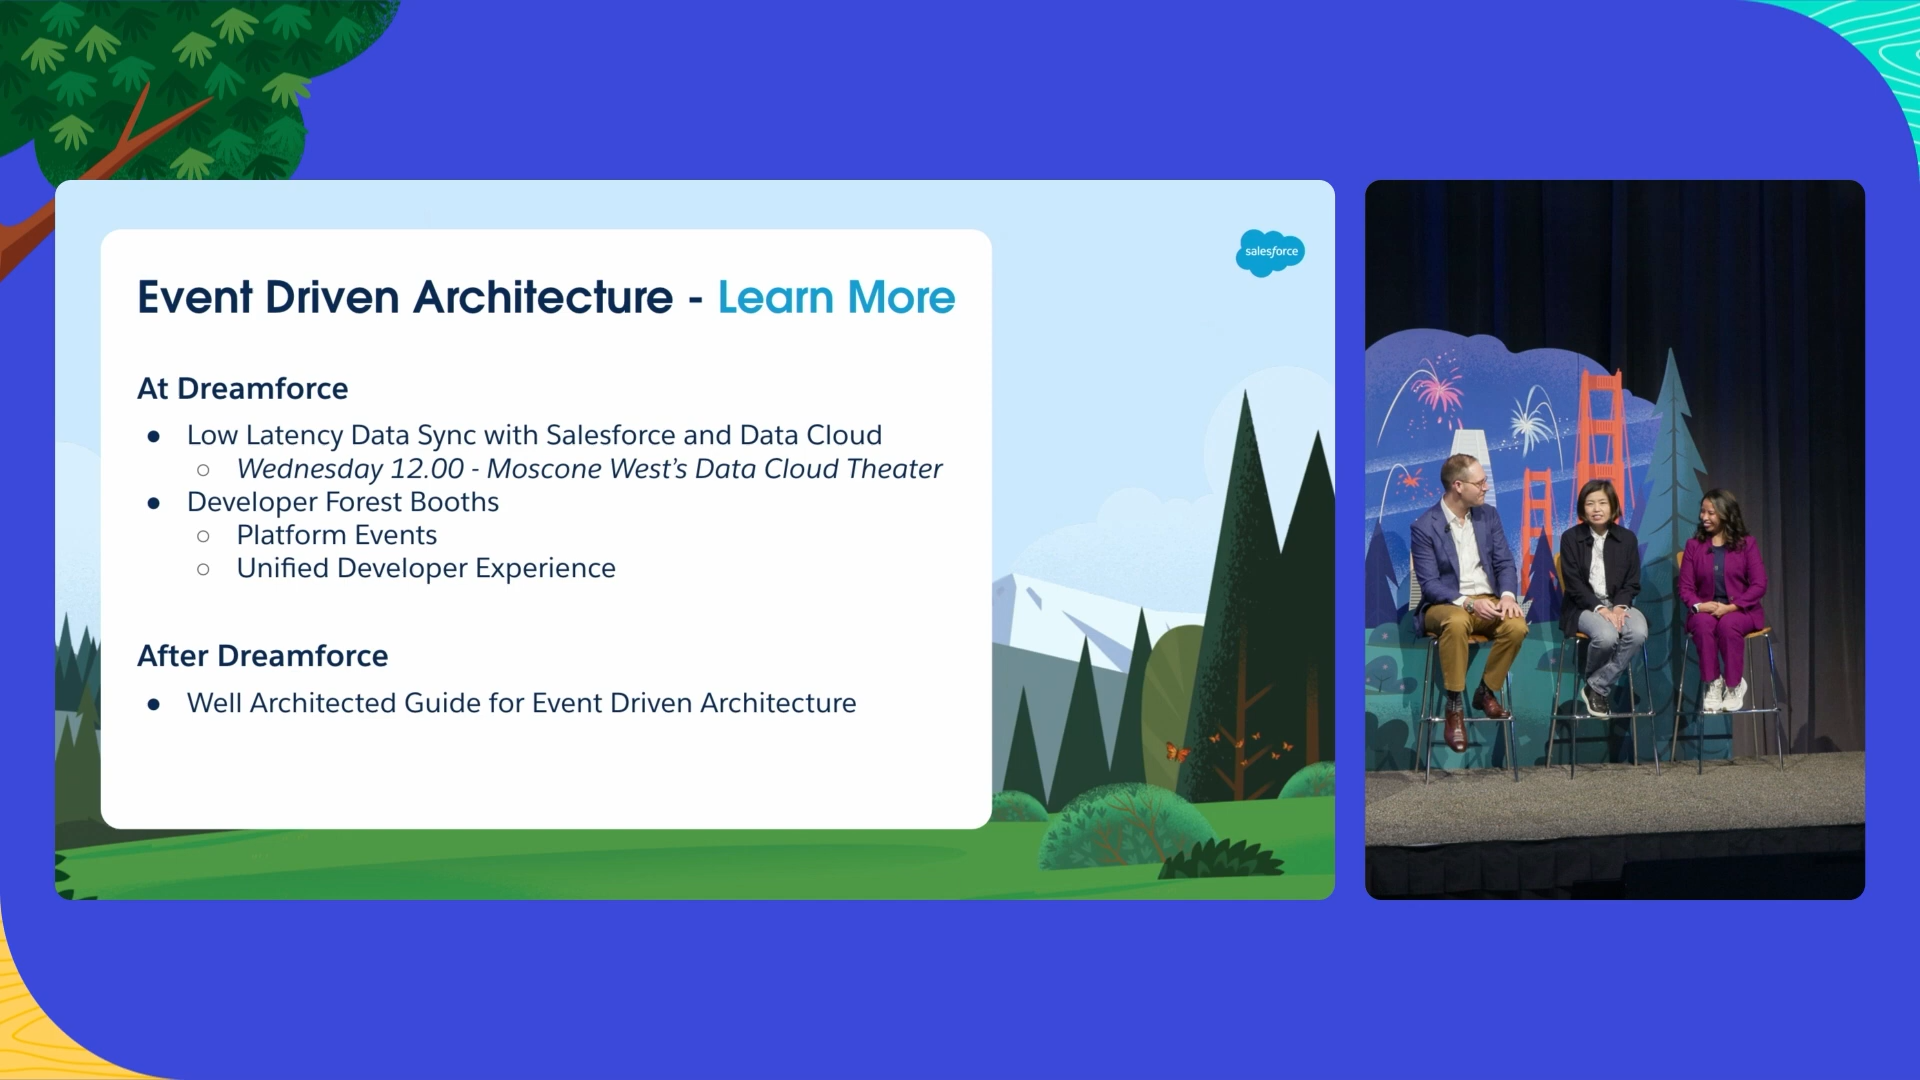 Event Driven Architecture - Learn More
salesforce
At Dreamforce
● Low Latency Data Sync with Salesforce and Data Cloud
○ Wednesday 12.00 - Moscone West’s Data Cloud Theater
● Developer Forest Booths
○ Platform Events
○ Unified Developer Experience
After Dreamforce
● Well Architected Guide for Event Driven Architecture